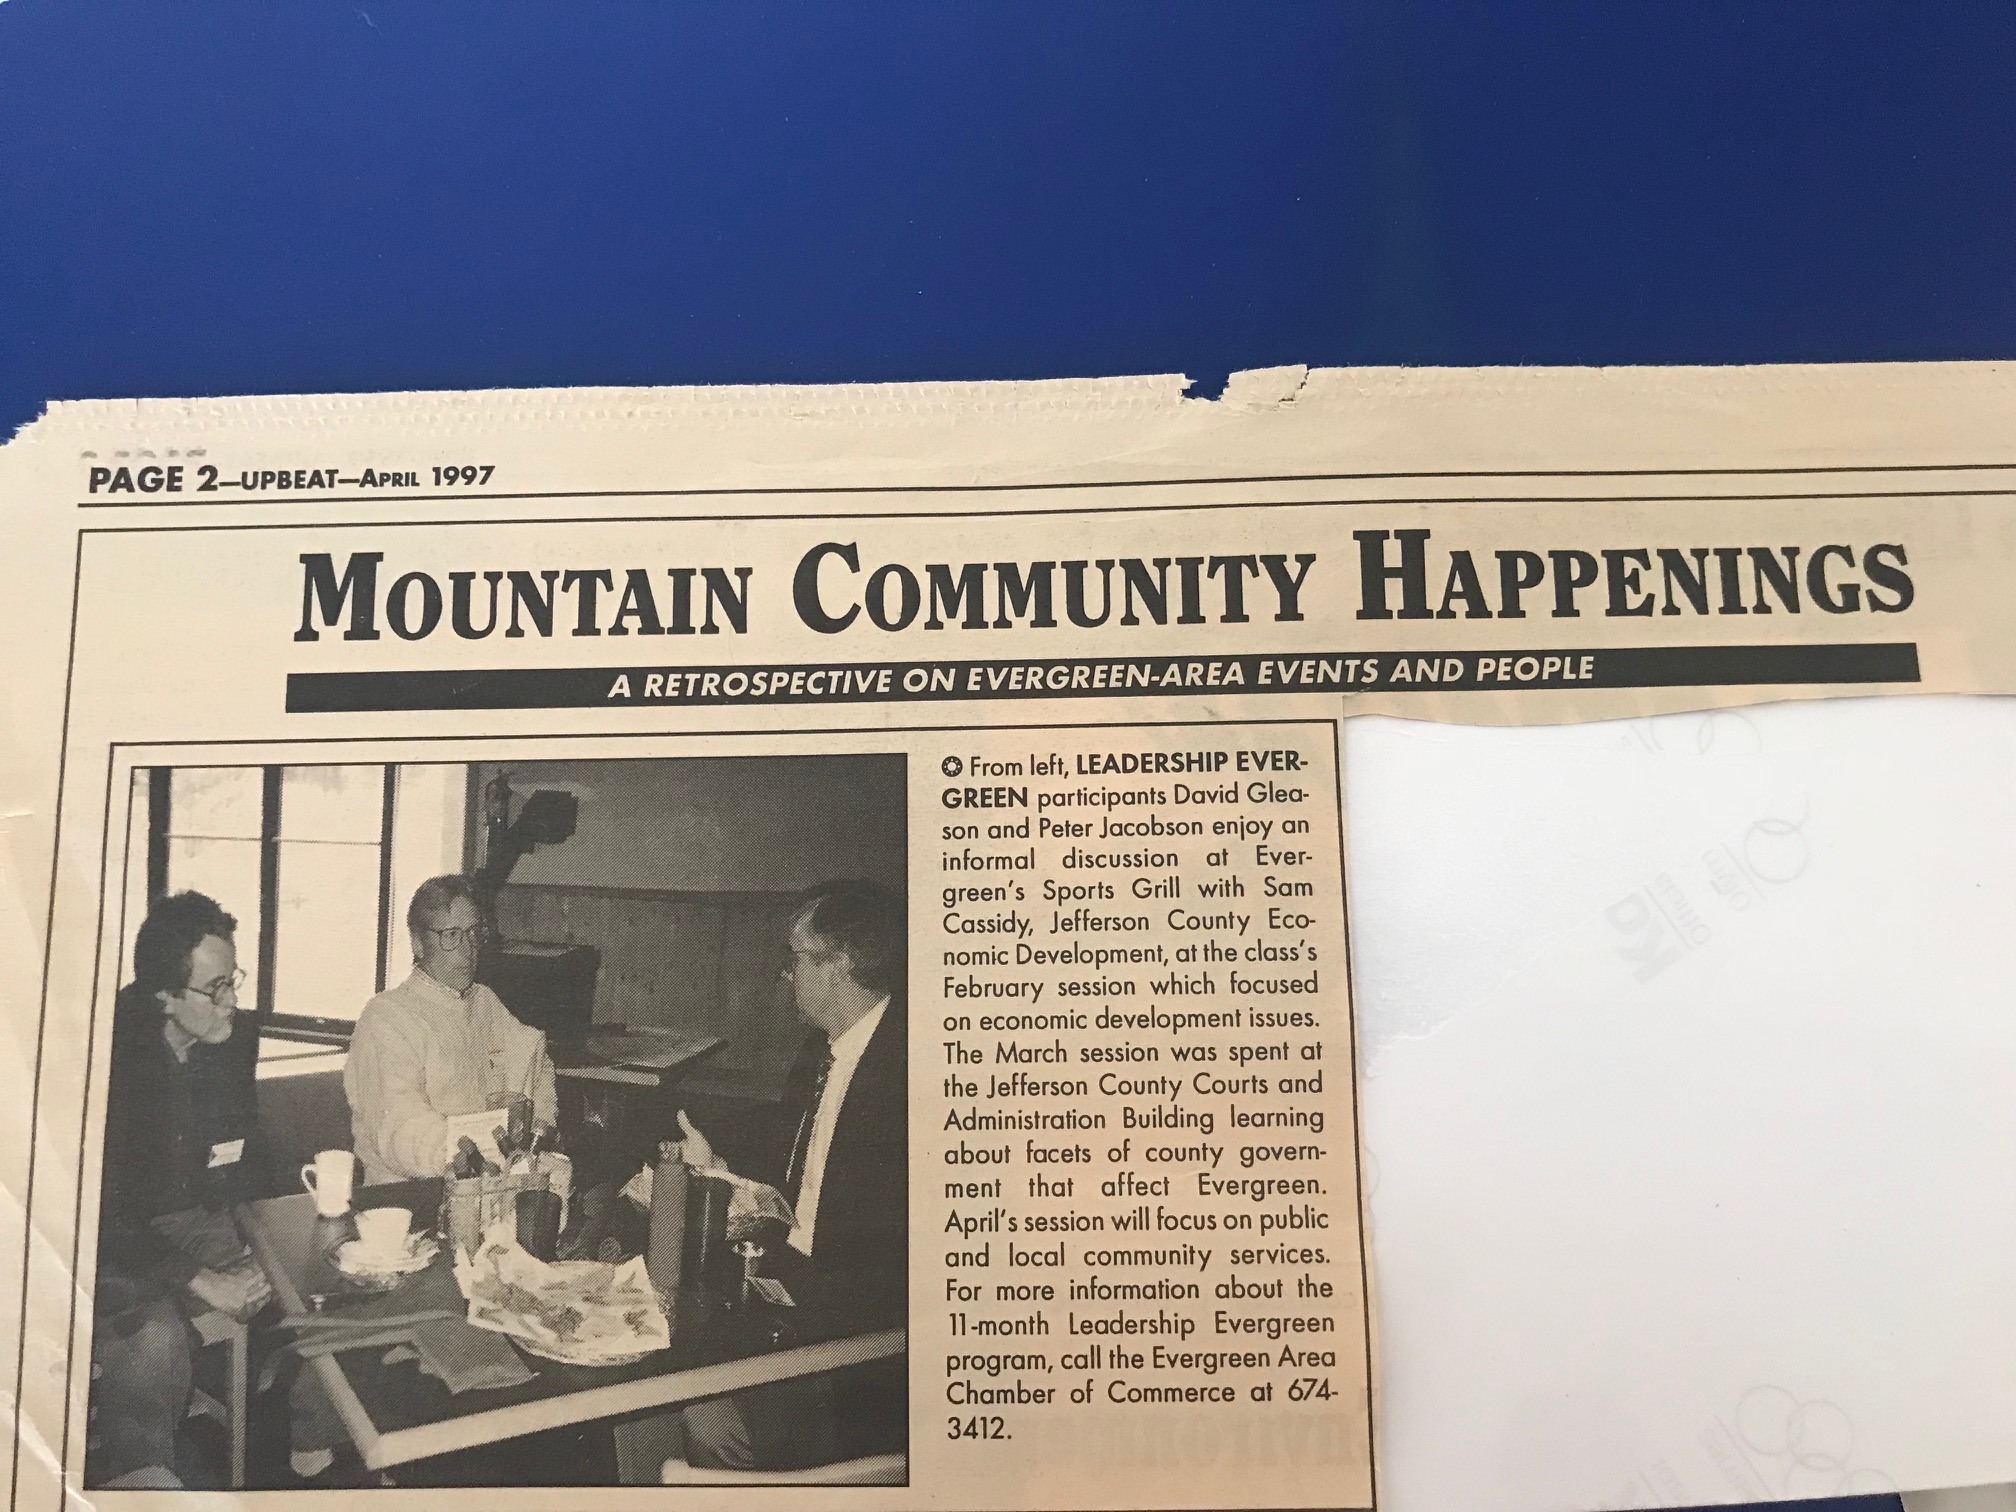 PAGE 2—UPBEAT—APRIL 1997
MOUNTAIN COMMUNITY HAPPENINGS
A RETROSPECTIVE ON EVERGREEN-AREA EVENTS AND PEOPLE
From left, LEADERSHIP EVER-
GREEN participants David Glea-
son and Peter Jacobson enjoy an
informal discussion at Ever-
green's Sports Grill with Sam
Cassidy, Jefferson County Eco-
nomic Development, at the class's
February session which focused
on economic development issues.
The March session was spent at
the Jefferson County Courts and
Administration Building learning
about facets of county govern-
ment that affect Evergreen.
April's session will focus on public
and local community services.
For more information about the
11-month Leadership Evergreen
program, call the Evergreen Area
Chamber of Commerce at 674-
3412.